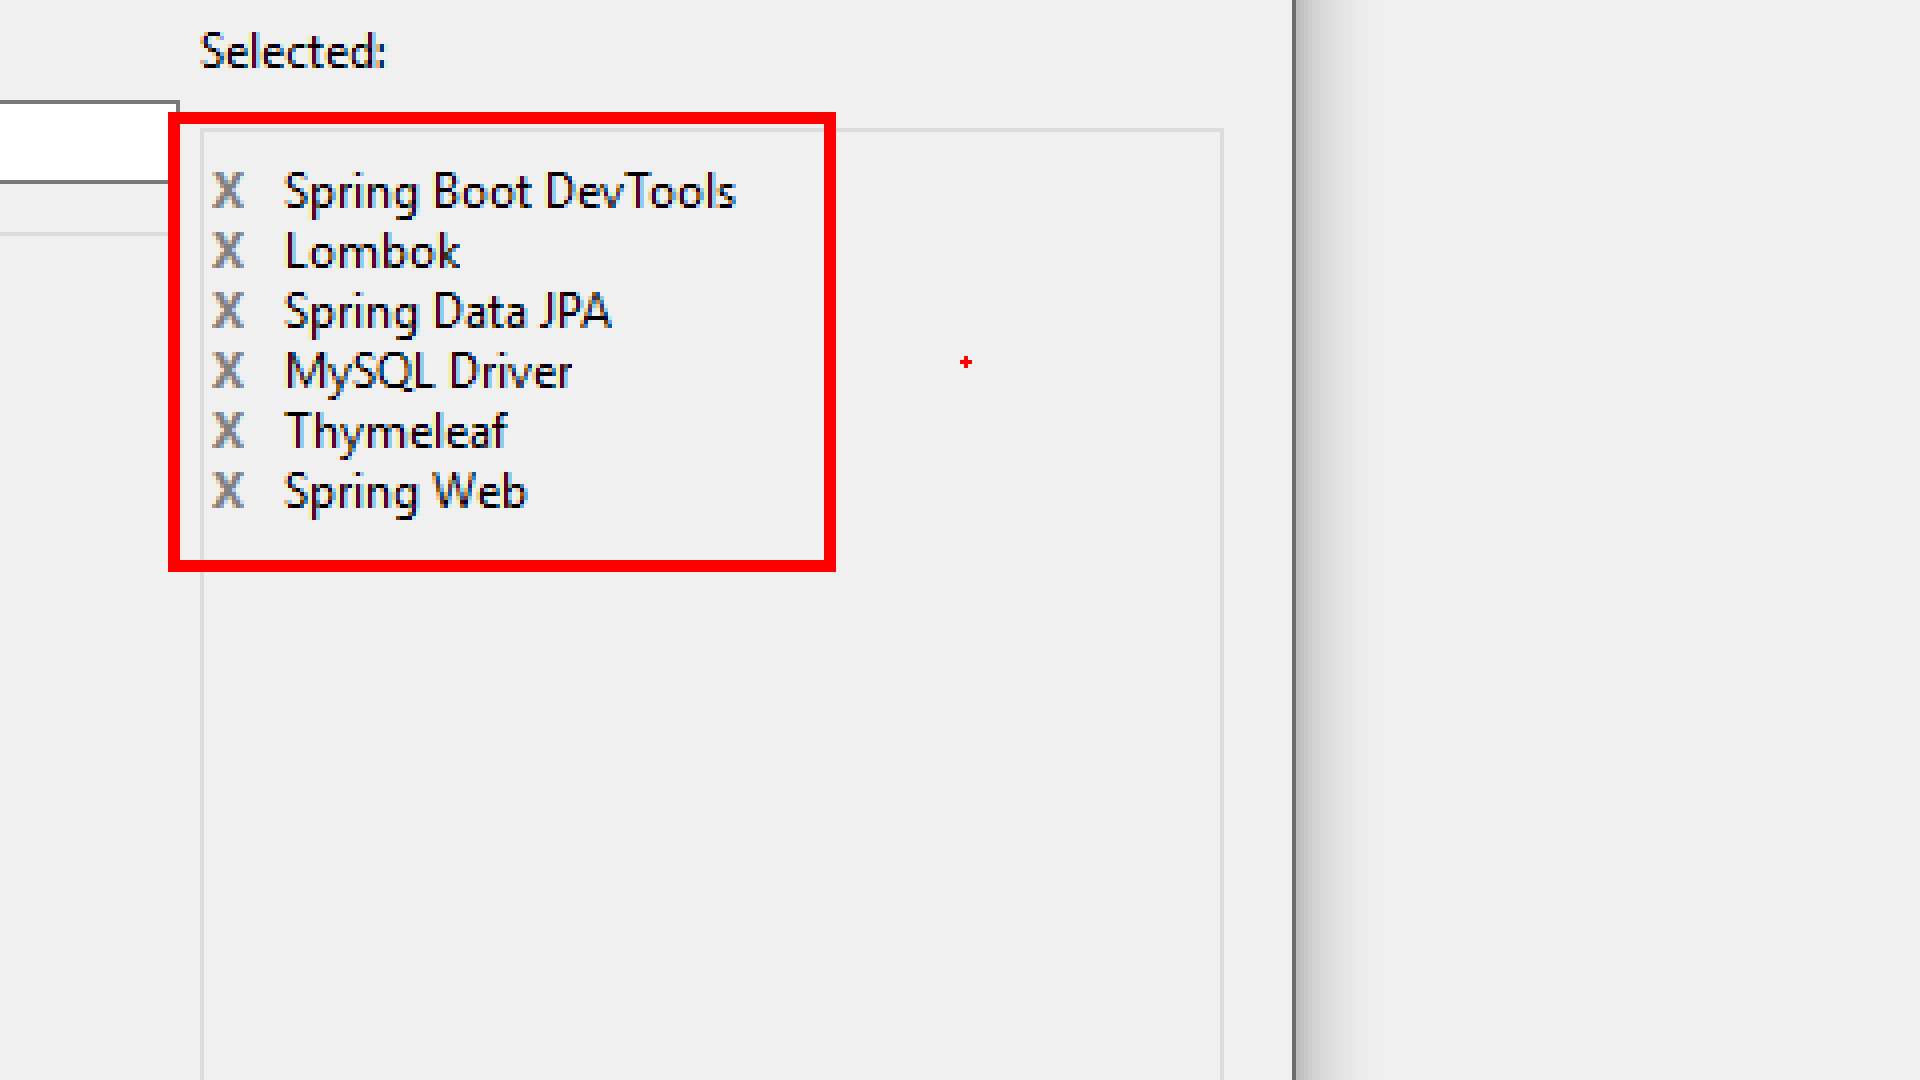 Selected:
X Spring Boot DevTools
X Lombok
X Spring Data JPA
X MySQL Driver
X Thymeleaf
X Spring Web